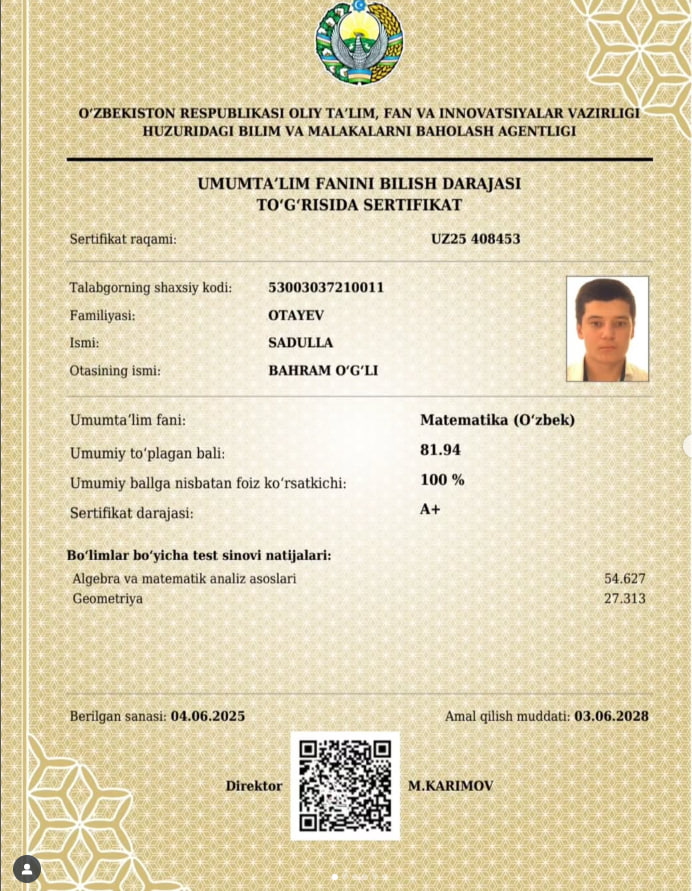 O‘ZBEKISTON RESPUBLIKASI OLIY TA’LIM, FAN VA INNOVATSIYALAR VAZIRLIGI
HUZURIDAGI BILIM VA MALAKALARNI BAHOLASH AGENTLIGI
UMUMTA’LIM FANINI BILISH DARAJASI
TO‘G‘RISIDA SERTIFIKAT
Sertifikat raqami: UZ25 408453
Talabgorning shaxsiy kodi: 53003037210011
Familiyasi: OTAYEV
Ismi: SADULLA
Otasining ismi: BAHRAM O‘G‘LI
Umumta’lim fani: Matematika (O‘zbek)
Umumiy to‘plagan bali: 81.94
Umumiy ballga nisbatan foiz ko‘rsatkichi: 100 %
Sertifikat darajasi: A+
Bo‘limlar bo‘yicha test sinovi natijalari:
Algebra va matematik analiz asoslari 54.627
Geometriya 27.313
Berilgan sanasi: 04.06.2025 Amal qilish muddati: 03.06.2028
Direktor M.KARIMOV